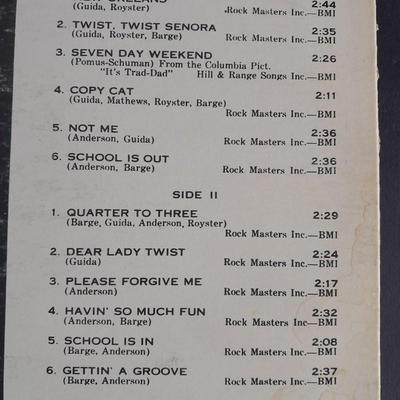 2:44
(Guida, Royster) Rock Masters Inc.—BMI
2. TWIST, TWIST SENORA 2:35
(Guida, Royster, Barge) Rock Masters Inc.—BMI
3. SEVEN DAY WEEKEND 2:26
(Pomus-Schuman) From the Columbia Pict.
"It's Trad-Dad" Hill & Range Songs Inc.—BMI
4. COPY CAT 2:11
(Guida, Mathews, Royster, Barge)
Rock Masters Inc.—BMI
5. NOT ME 2:36
(Anderson, Guida) Rock Masters Inc.—BMI
6. SCHOOL IS OUT 2:36
(Anderson, Barge) Rock Masters Inc.—BMI
SIDE II
1. QUARTER TO THREE 2:29
(Barge, Guida, Anderson, Royster)
Rock Masters Inc.—BMI
2. DEAR LADY TWIST 2:24
(Guida) Rock Masters Inc.—BMI
3. PLEASE FORGIVE ME 2:17
(Anderson) Rock Masters Inc—BMI
4. HAVIN' SO MUCH FUN 2:32
(Anderson, Barge) Rock Masters Inc—BMI
5. SCHOOL IS IN 2:08
(Barge, Anderson) Rock Masters Inc.—BMI
6. GETTIN' A GROOVE 2:37
(Barge, Anderson) Rock Masters Inc.—BMI